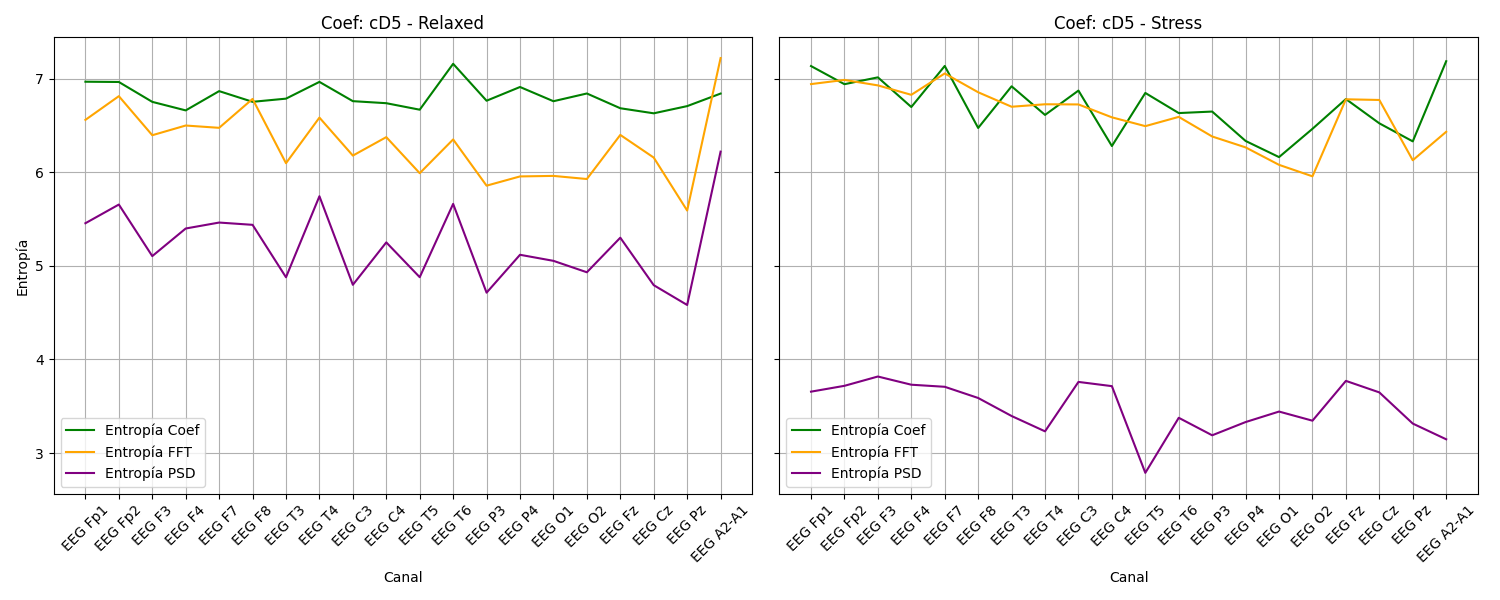 Coef: cD5 - Relaxed
Entropía
7
6
5
4
3
Entropía Coef
Entropía FFT
Entropía PSD
EEG Fp1
EEG Fp2
EEG F3
EEG F4
EEG F7
EEG F8
EEG T3
EEG T4
EEG C3
EEG C4
EEG T5
EEG T6
EEG P3
EEG P4
EEG O1
EEG O2
EEG Fz
EEG Cz
EEG Pz
EEG A2-A1
Canal
Coef: cD5 - Stress
Entropía Coef
Entropía FFT
Entropía PSD
EEG Fp1
EEG Fp2
EEG F3
EEG F4
EEG F7
EEG F8
EEG T3
EEG T4
EEG C3
EEG C4
EEG T5
EEG T6
EEG P3
EEG P4
EEG O1
EEG O2
EEG Fz
EEG Cz
EEG Pz
EEG A2-A1
Canal